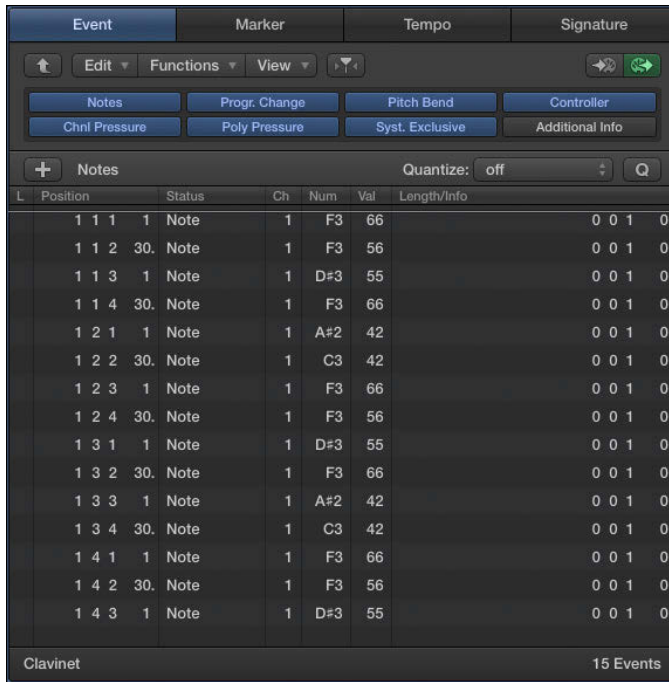 Event Marker Tempo Signature
Edit Functions View
Notes Progr. Change Pitch Bend Controller
Chnl Pressure Poly Pressure Syst. Exclusive Additional Info
Notes Quantize: off Q
L Position Status Ch Num Val Length/Info
1 1 1 1 Note 1 F3 66 0 0 1 0
1 1 2 30. Note 1 F3 56 0 0 1 0
1 1 3 1 Note 1 D#3 55 0 0 1 0
1 1 4 30. Note 1 F3 66 0 0 1 0
1 2 1 1 Note 1 A#2 42 0 0 1 0
1 2 2 30. Note 1 C3 42 0 0 1 0
1 2 3 1 Note 1 F3 66 0 0 1 0
1 2 4 30. Note 1 F3 56 0 0 1 0
1 3 1 1 Note 1 D#3 55 0 0 1 0
1 3 2 30. Note 1 F3 66 0 0 1 0
1 3 3 1 Note 1 A#2 42 0 0 1 0
1 3 4 30. Note 1 C3 42 0 0 1 0
1 4 1 1 Note 1 F3 66 0 0 1 0
1 4 2 30. Note 1 F3 56 0 0 1 0
1 4 3 1 Note 1 D#3 55 0 0 1 0
Clavinet 15 Events